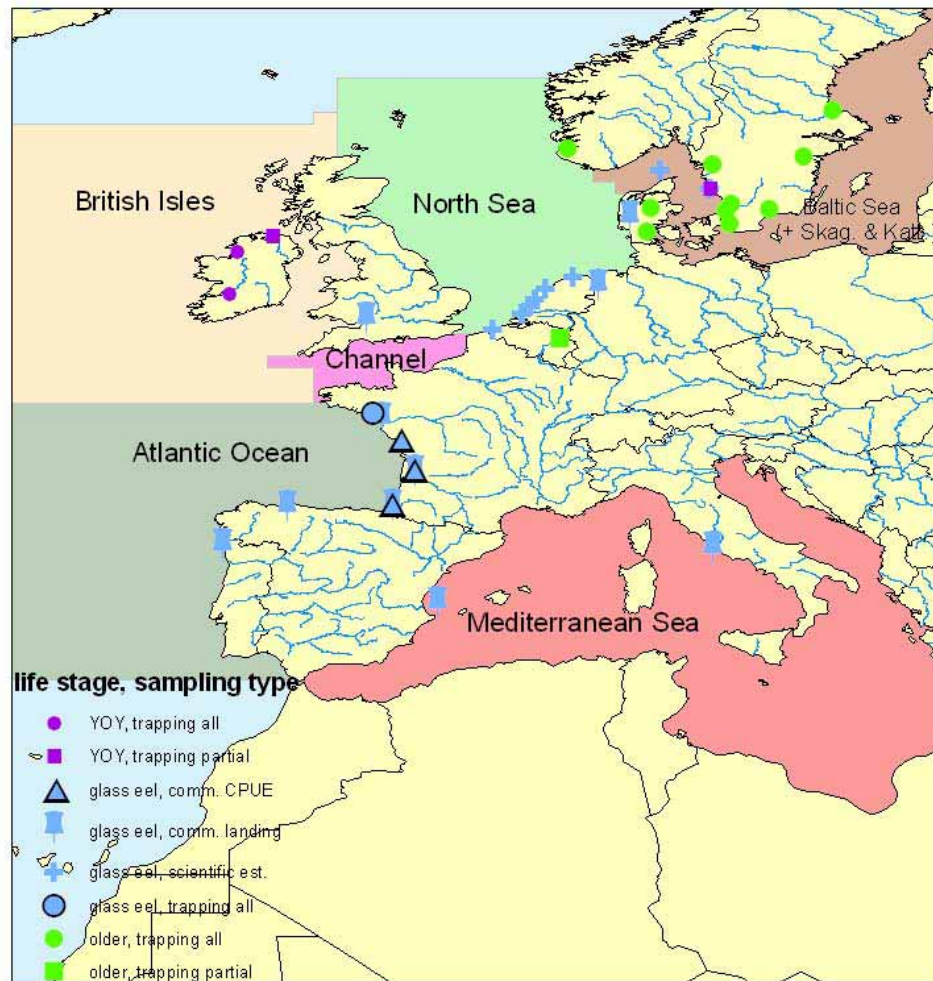 British Isles
North Sea
Baltic Sea
(+ Skag. & Katt.
Channel
Atlantic Ocean
Mediterranean Sea
life stage, sampling type
YOY, trapping all
YOY, trapping partial
glass eel, comm. CPUE
glass eel, comm. landing
glass eel, scientific est.
glass eel, trapping all
older, trapping all
older, trapping partial